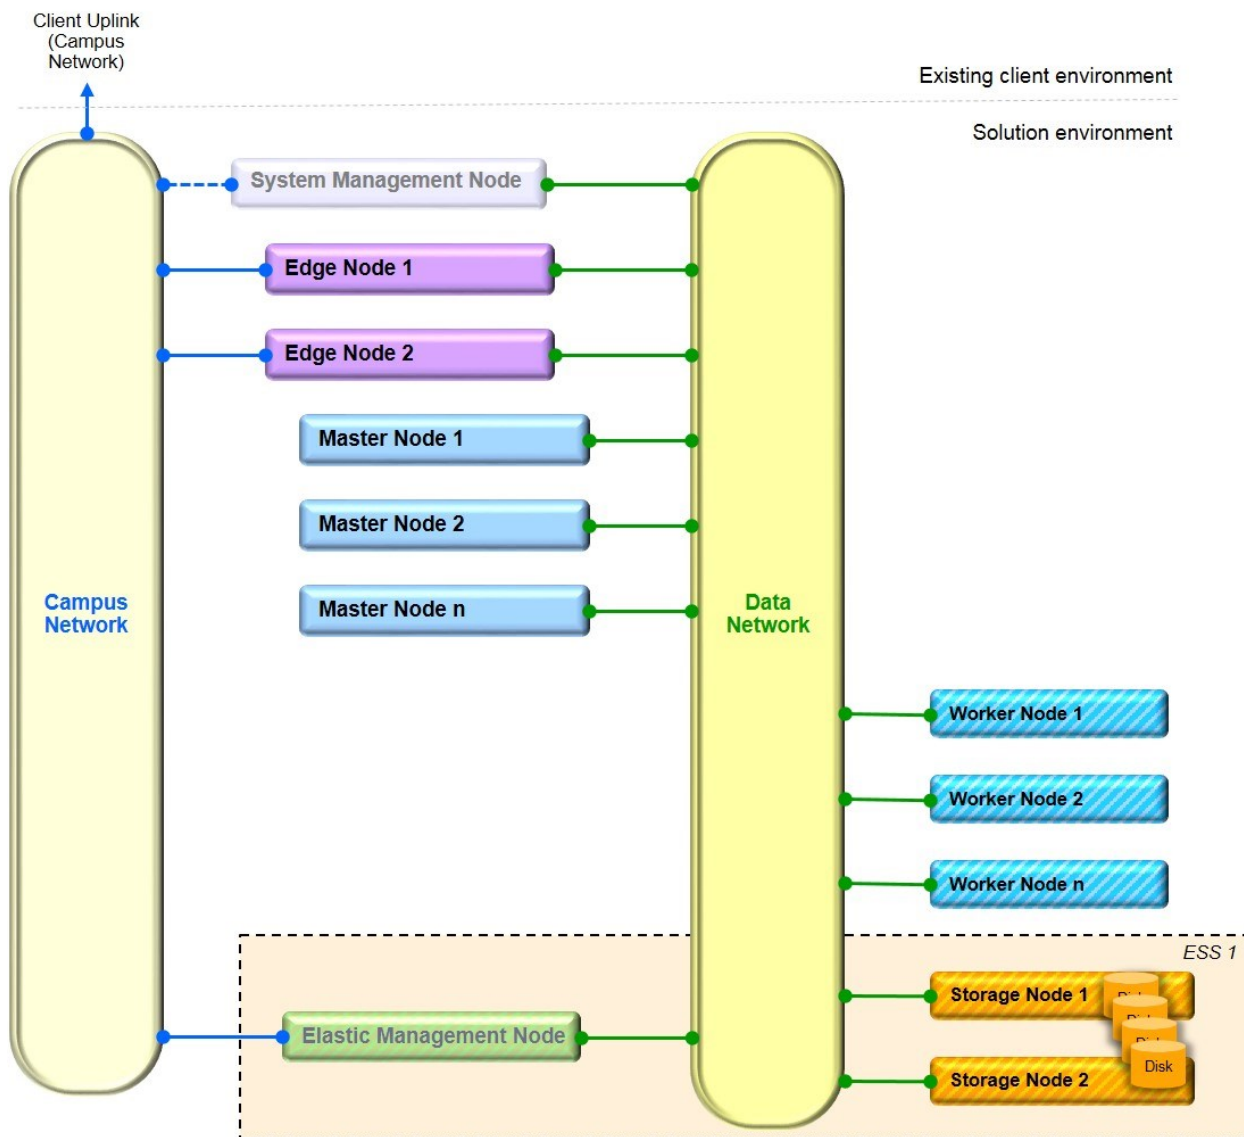 Client Uplink
(Campus
Network)
Existing client environment
Solution environment
System Management Node
Edge Node 1
Edge Node 2
Master Node 1
Master Node 2
Master Node n
Campus
Network
Data
Network
Worker Node 1
Worker Node 2
Worker Node n
ESS 1
Storage Node 1
Elastic Management Node
Storage Node 2
Disk